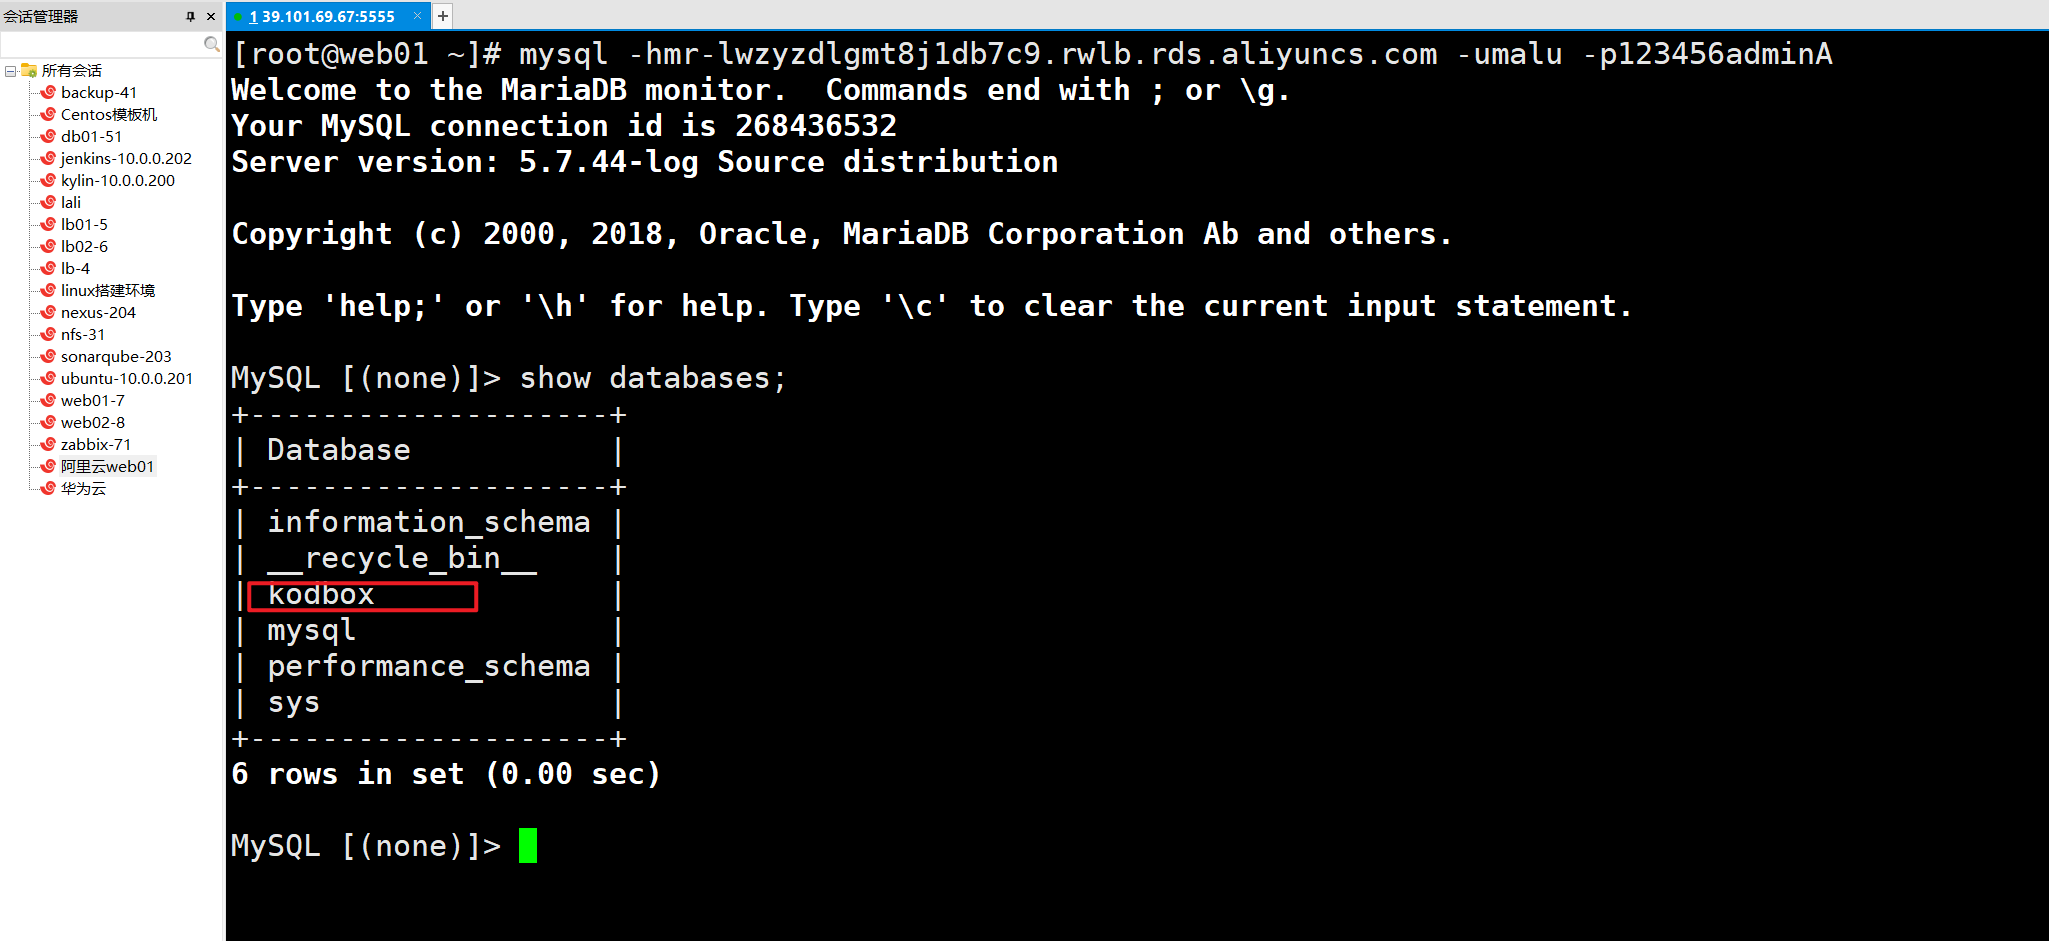 会话管理器
所有会话
backup-41
Centos模板机
db01-51
jenkins-10.0.0.202
kylin-10.0.0.200
lali
lb01-5
lb02-6
lb-4
linux搭建环境
nexus-204
nfs-31
sonarqube-203
ubuntu-10.0.0.201
web01-7
web02-8
zabbix-71
阿里云web01
华为云
1 39.101.69.67:5555
[root@web01 ~]# mysql -hmr-lwzyzdlgmt8j1db7c9.rwlb.rds.aliyuncs.com -umalu -p123456adminA
Welcome to the MariaDB monitor.  Commands end with ; or \g.
Your MySQL connection id is 268436532
Server version: 5.7.44-log Source distribution
Copyright (c) 2000, 2018, Oracle, MariaDB Corporation Ab and others.
Type 'help;' or '\h' for help. Type '\c' to clear the current input statement.
MySQL [(none)]> show databases;
+--------------------+
| Database           |
+--------------------+
| information_schema |
| __recycle_bin__    |
| kodbox             |
| mysql              |
| performance_schema |
| sys                |
+--------------------+
6 rows in set (0.00 sec)
MySQL [(none)]>